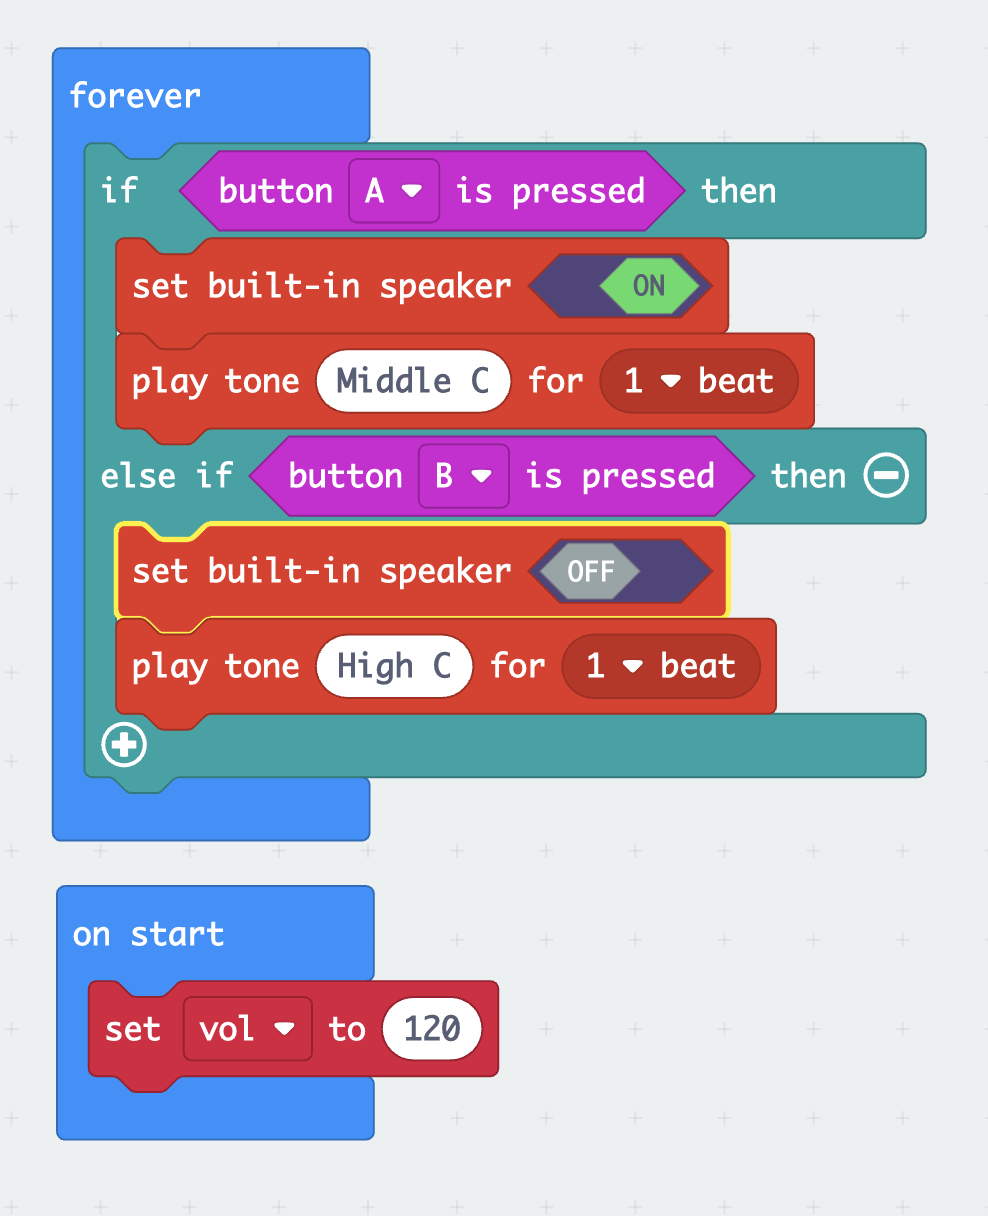 forever
if button A is pressed then
set built-in speaker ON
play tone Middle C for 1 beat
else if button B is pressed then
set built-in speaker OFF
play tone High C for 1 beat
on start
set vol to 120